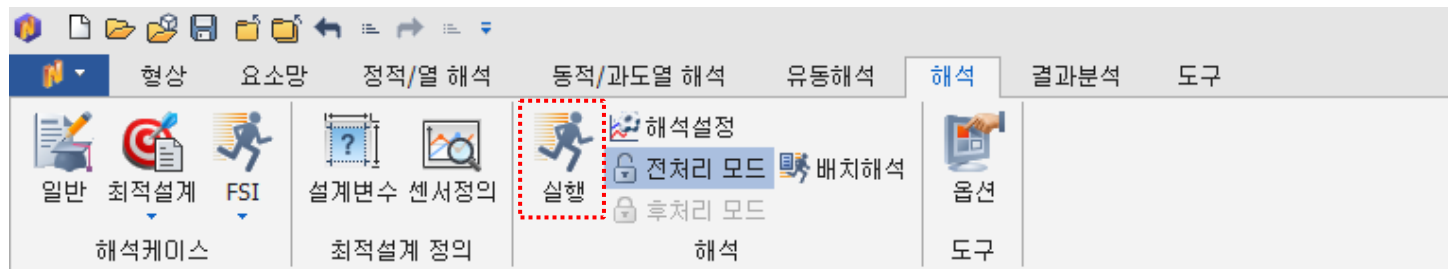 형상 요소망 정적/열 해석 동적/과도열 해석 유동해석 해석 결과분석 도구
일반 최적설계 FSI
해석케이스
?
설계변수 센서정의
최적설계 정의
실행
해석설정
전처리 모드 배치해석
후처리 모드
해석
옵션
도구